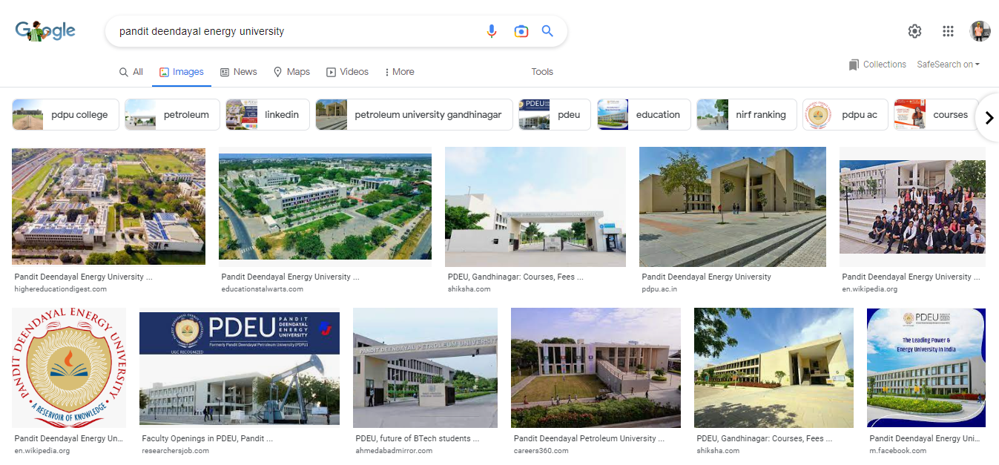 Google
pandit deendayal energy university
All
Images
News
Maps
Videos
More
Tools
Collections
SafeSearch on
pdpu college
petroleum
linkedin
petroleum university gandhinagar
pdeu
education
nirf ranking
pdpu ac
courses
PANDIT DEENDAYAL PETROLEUM UNIVERSITY
Pandit Deendayal Energy University ...
highereducationdigest.com
Pandit Deendayal Energy University ...
educationstalwarts.com
PDEU, Gandhinagar: Courses, Fees ...
shiksha.com
Pandit Deendayal Energy University
pdpu.ac.in
Pandit Deendayal Energy University ...
en.wikipedia.org
PANDIT DEENDAYAL ENERGY UNIVERSITY
A RESERVOIR OF KNOWLEDGE
PDEU
PANDIT
DEENDAYAL
ENERGY
UNIVERSITY
Formerly Pandit Deendayal Petroleum University (PDPU)
UGC RECOGNIZED
PANDIT DEENDAYAL PETROLEUM UNIVERSITY
PDEU
The Leading Power &
Energy University In India
Pandit Deendayal Energy Un...
en.wikipedia.org
Faculty Openings in PDEU, Pandit ...
researchersjob.com
PDEU, future of BTech students ...
ahmedabadmirror.com
Pandit Deendayal Petroleum University ...
careers360.com
PDEU, Gandhinagar: Courses, Fees ...
shiksha.com
Pandit Deendayal Energy Uni...
m.facebook.com